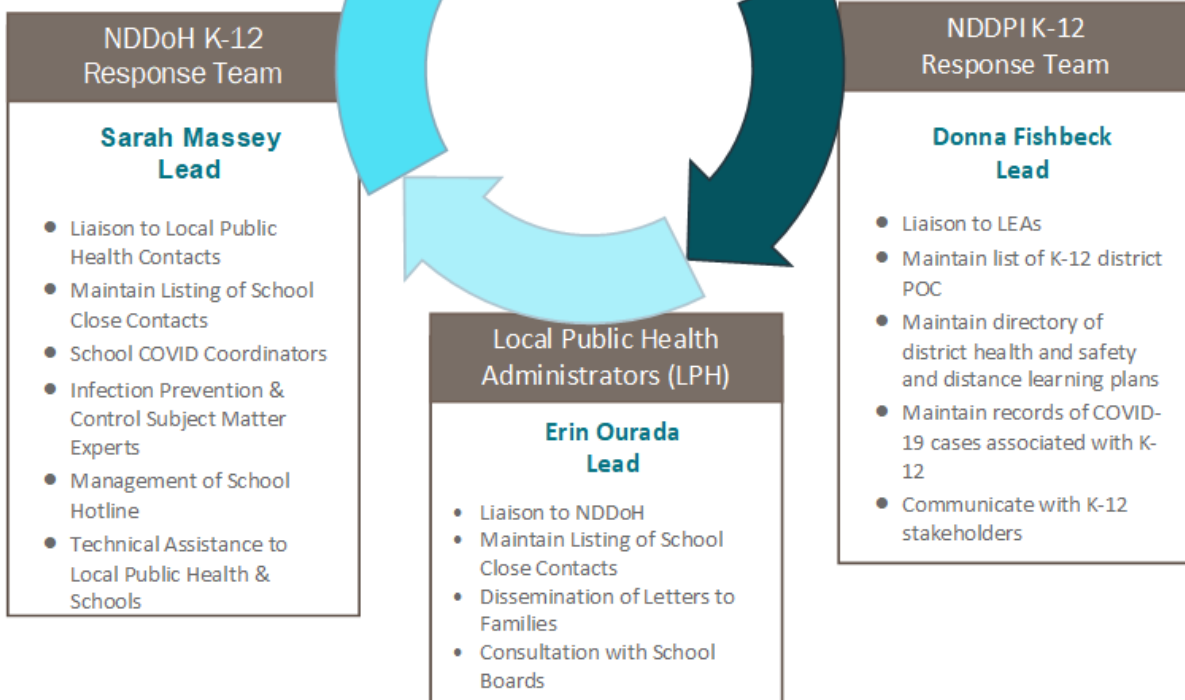 NDDoH K-12
Response Team
Sarah Massey
Lead
● Liaison to Local Public
Health Contacts
● Maintain Listing of School
Close Contacts
● School COVID Coordinators
● Infection Prevention &
Control Subject Matter
Experts
● Management of School
Hotline
● Technical Assistance to
Local Public Health &
Schools
Local Public Health
Administrators (LPH)
Erin Ourada
Lead
• Liaison to NDDoH
• Maintain Listing of School
Close Contacts
• Dissemination of Letters to
Families
• Consultation with School
Boards
NDDPI K-12
Response Team
Donna Fishbeck
Lead
● Liaison to LEAs
● Maintain list of K-12 district
POC
● Maintain directory of
district health and safety
and distance learning plans
● Maintain records of COVID-
19 cases associated with K-
12
● Communicate with K-12
stakeholders